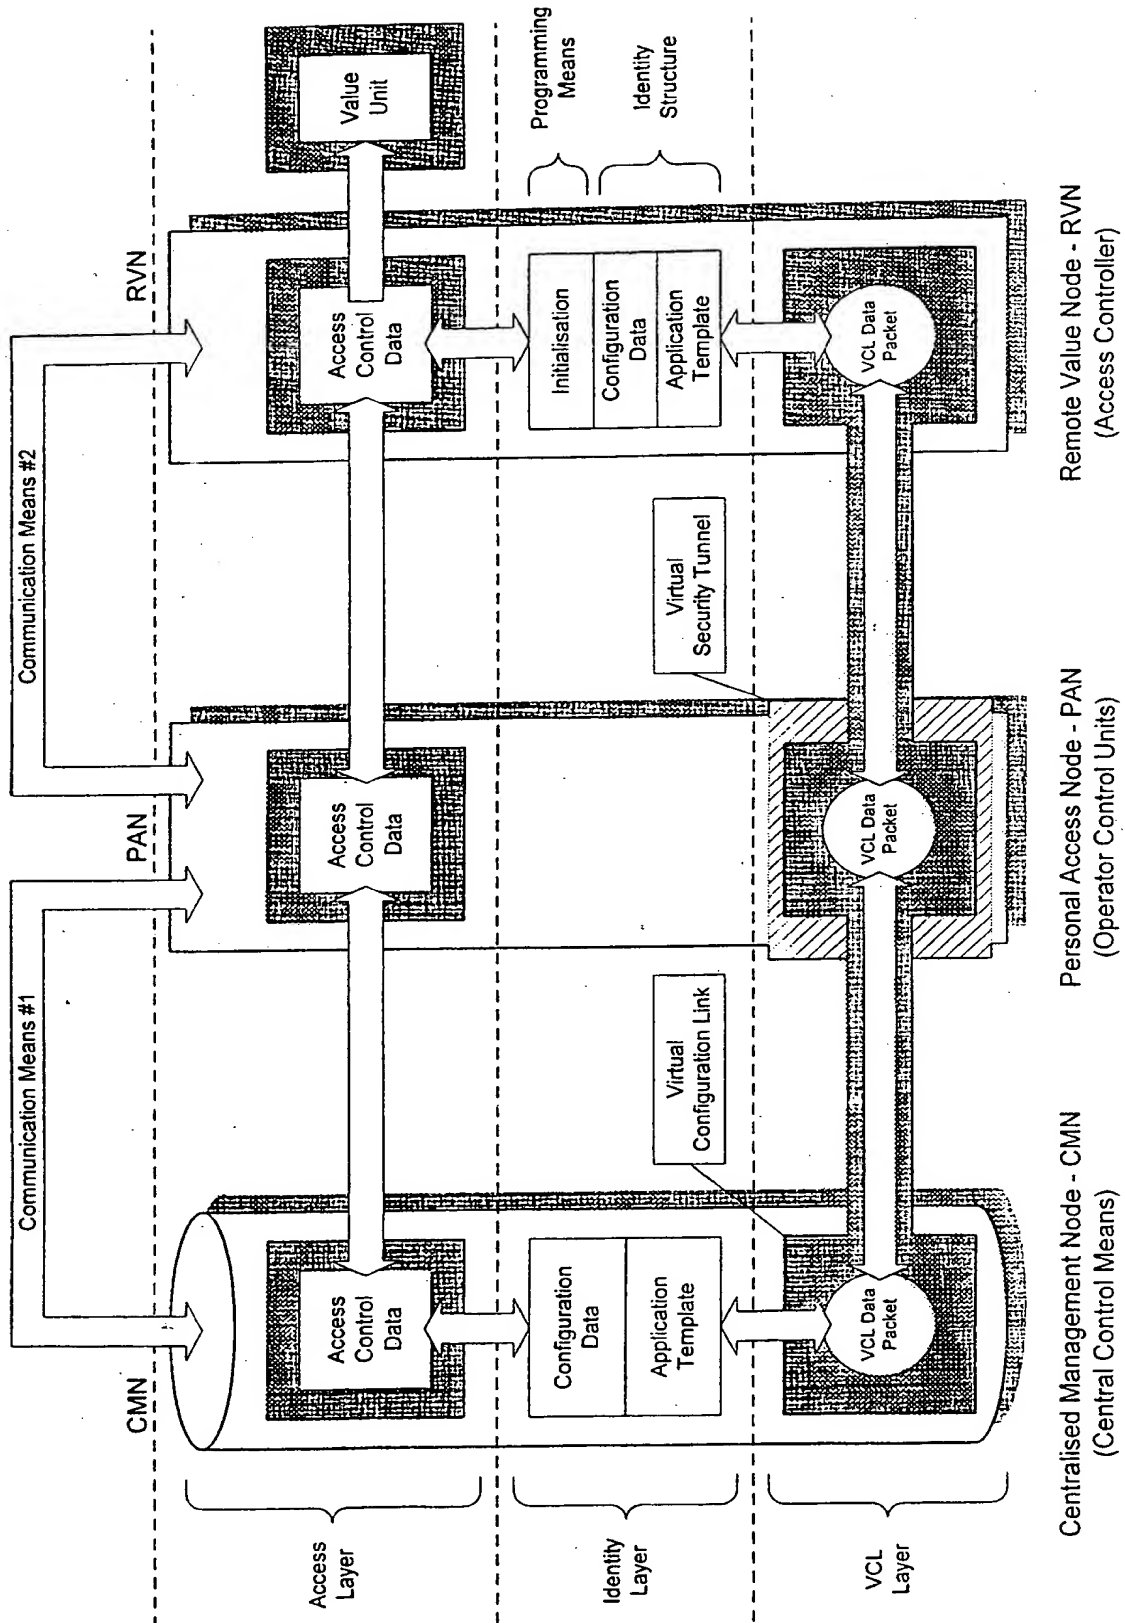 Communication Means #1
Communication Means #2
CMN
PAN
RVN
Access
Layer
Access
Control
Data
Access
Control
Data
Access
Control
Data
Value
Unit
Identity
Layer
Configuration
Data
Application
Template
Virtual
Configuration Link
Virtual
Security Tunnel
Initialisation
Configuration
Data
Application
Template
Programming
Means
Identity
Structure
VCL
Layer
VCL Data
Packet
VCL Data
Packet
VCL Data
Packet
Centralised Management Node - CMN
(Central Control Means)
Personal Access Node - PAN
(Operator Control Units)
Remote Value Node - RVN
(Access Controller)